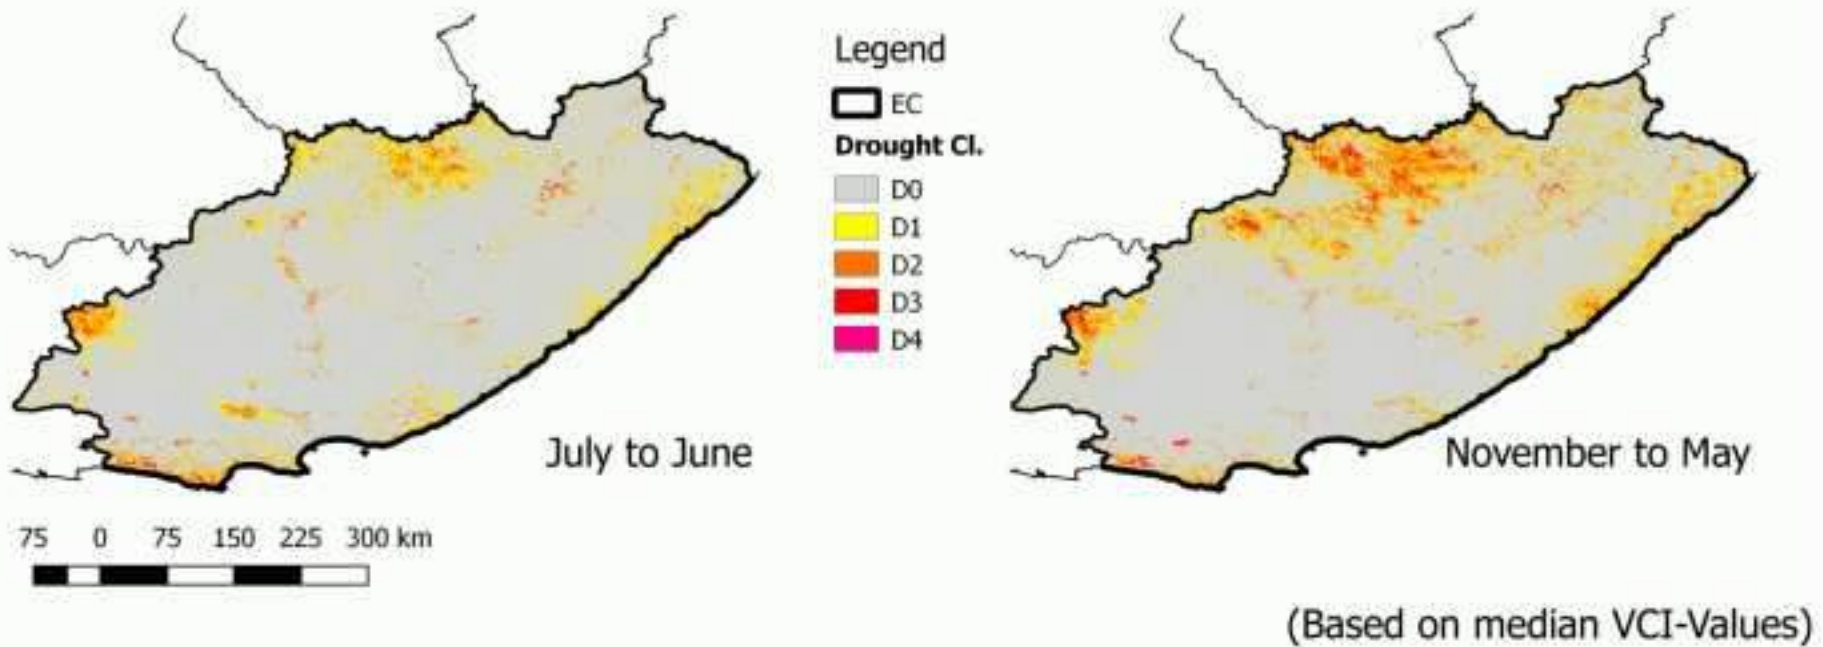 Legend
EC
Drought Cl.
D0
D1
D2
D3
D4
July to June
November to May
75 0 75 150 225 300 km
(Based on median VCI-Values)